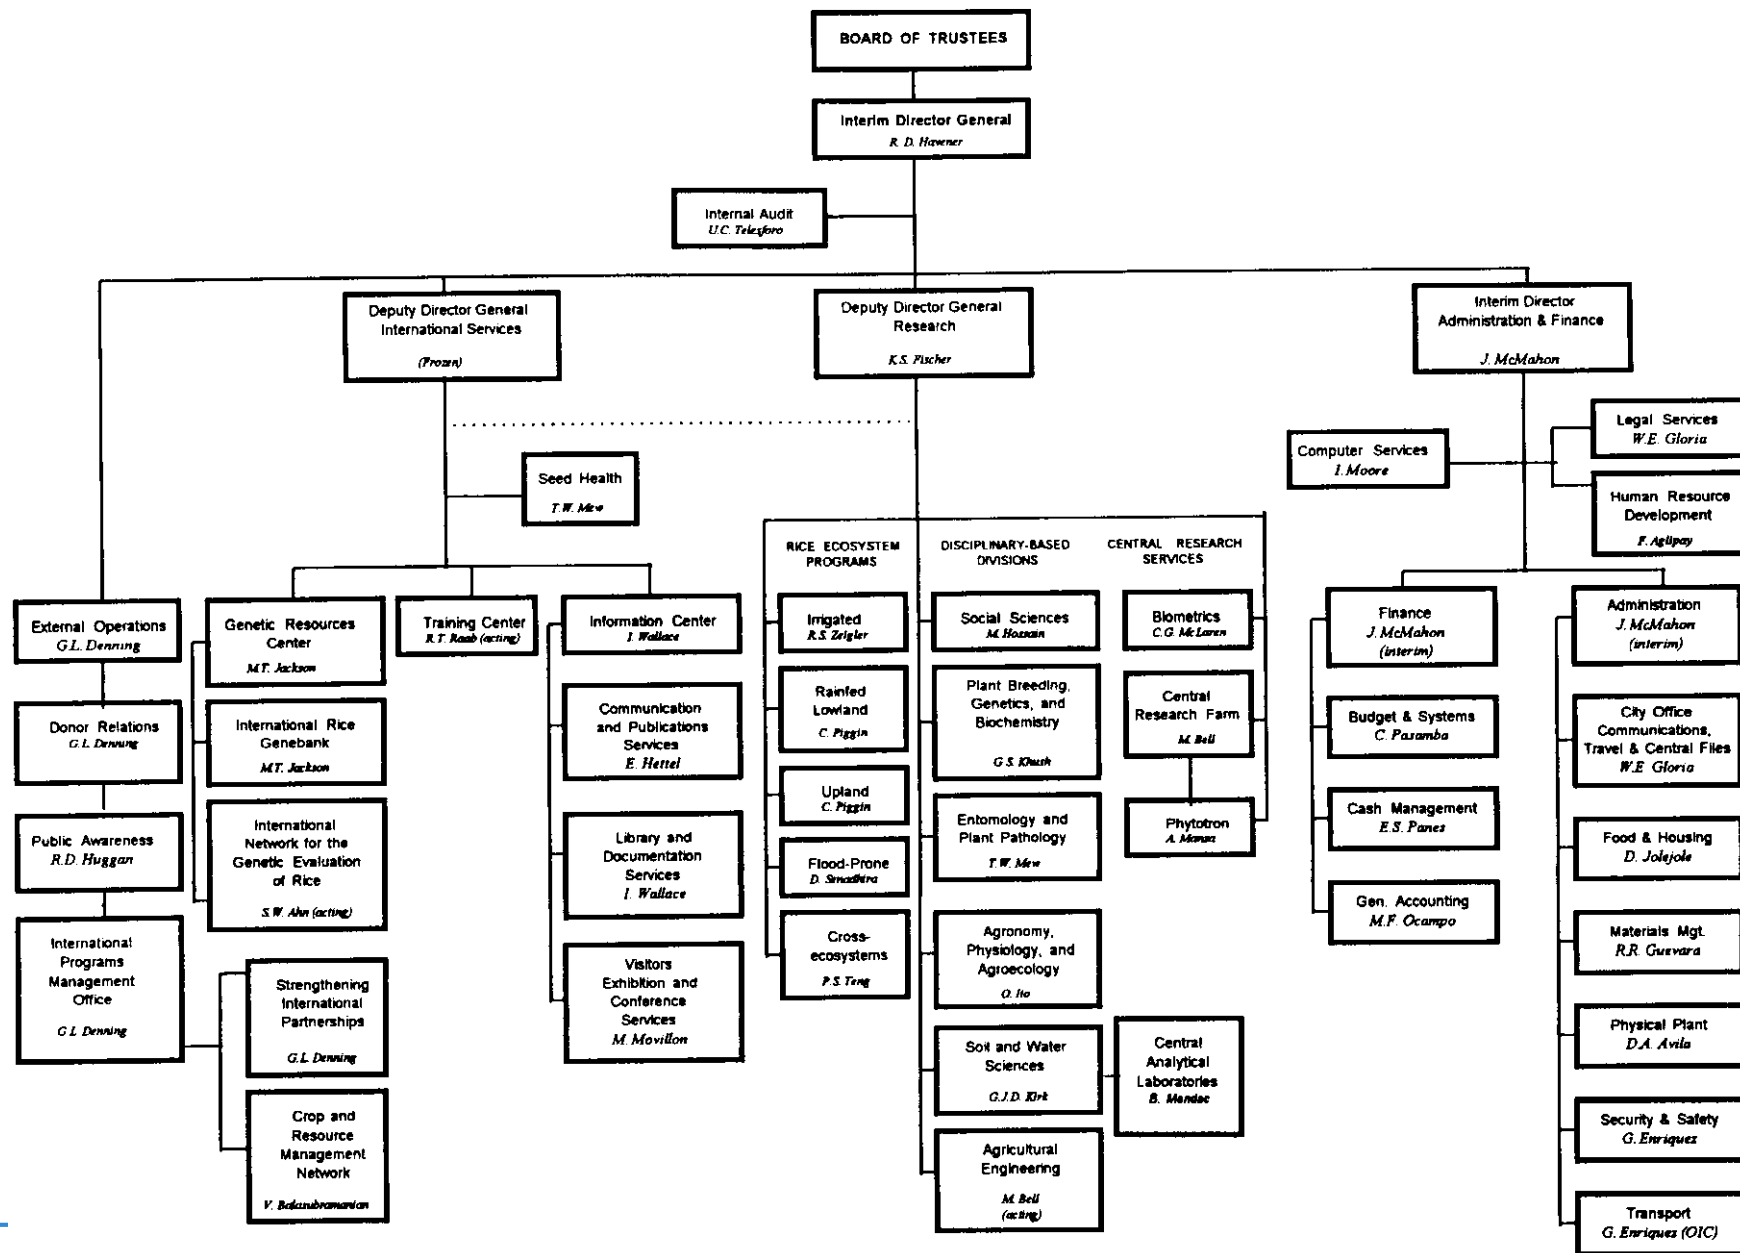 BOARD OF TRUSTEES
Interim Director General
R. D. Havener
Internal Audit
U.C. Telesforo
Deputy Director General
International Services
(Frozen)
Deputy Director General
Research
K.S. Fischer
Interim Director
Administration & Finance
J. McMahon
Legal Services
W.E. Gloria
Computer Services
I. Moore
Human Resource
Development
F. Aglipay
Seed Health
T.W. Mew
RICE ECOSYSTEM
PROGRAMS
DISCIPLINARY-BASED
DIVISIONS
CENTRAL RESEARCH
SERVICES
External Operations
G.L. Denning
Donor Relations
G.L. Denning
Public Awareness
R.D. Huggan
International
Programs
Management
Office
G.L. Denning
Strengthening
International
Partnerships
G.L. Denning
Crop and
Resource
Management
Network
V. Balasubramanian
Genetic Resources
Center
M.T. Jackson
International Rice
Genebank
M.T. Jackson
International
Network for the
Genetic Evaluation
of Rice
S.W. Ahn (acting)
Training Center
R.T. Raab (acting)
Information Center
I. Wallace
Communication
and Publications
Services
E. Hettel
Library and
Documentation
Services
I. Wallace
Visitors
Exhibition and
Conference
Services
M. Movillon
Irrigated
R.S. Zeigler
Rainfed
Lowland
C. Piggin
Upland
C. Piggin
Flood-Prone
D. Senadhira
Cross-
ecosystems
P.S. Teng
Social Sciences
M. Hossain
Plant Breeding,
Genetics, and
Biochemistry
G.S. Khush
Entomology and
Plant Pathology
T.W. Mew
Agronomy,
Physiology, and
Agroecology
O. Ito
Soil and Water
Sciences
G.J.D. Kirk
Agricultural
Engineering
M. Bell
(acting)
Biometrics
C.G. McLaren
Central
Research Farm
M. Bell
Phytotron
A. Manza
Central
Analytical
Laboratories
B. Mandac
Finance
J. McMahon
(interim)
Budget & Systems
C. Pasamba
Cash Management
E.S. Panes
Gen. Accounting
M.F. Ocampo
Administration
J. McMahon
(interim)
City Office
Communications,
Travel & Central Files
W.E Gloria
Food & Housing
D. Jolejole
Materials Mgt.
R.R. Guevara
Physical Plant
D.A. Avila
Security & Safety
G. Enriquez
Transport
G. Enriquez (OIC)